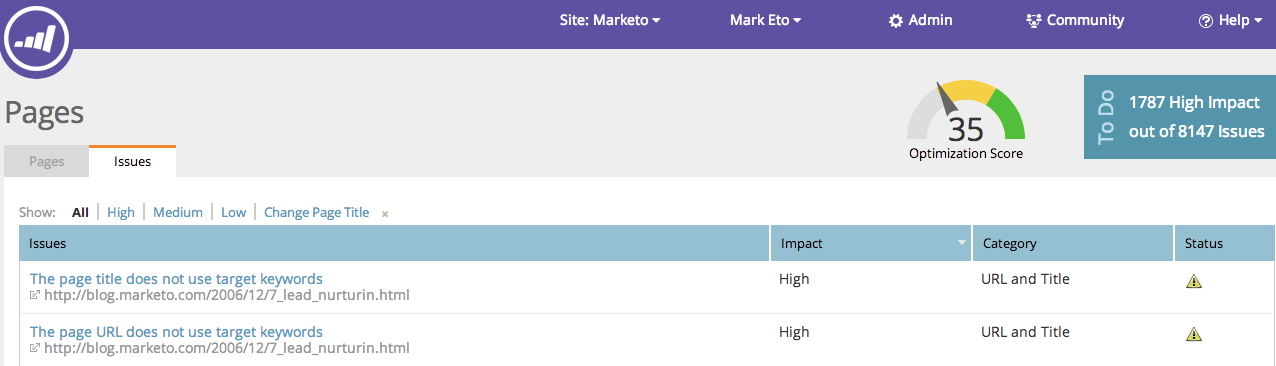 Site: Marketo Mark Eto Admin Community Help
Pages
35
Optimization Score
To Do
1787 High Impact
out of 8147 Issues
Pages Issues
Show: All High Medium Low Change Page Title ×
Issues Impact Category Status
The page title does not use target keywords High URL and Title
http://blog.marketo.com/2006/12/7_lead_nurturin.html
The page URL does not use target keywords High URL and Title
http://blog.marketo.com/2006/12/7_lead_nurturin.html